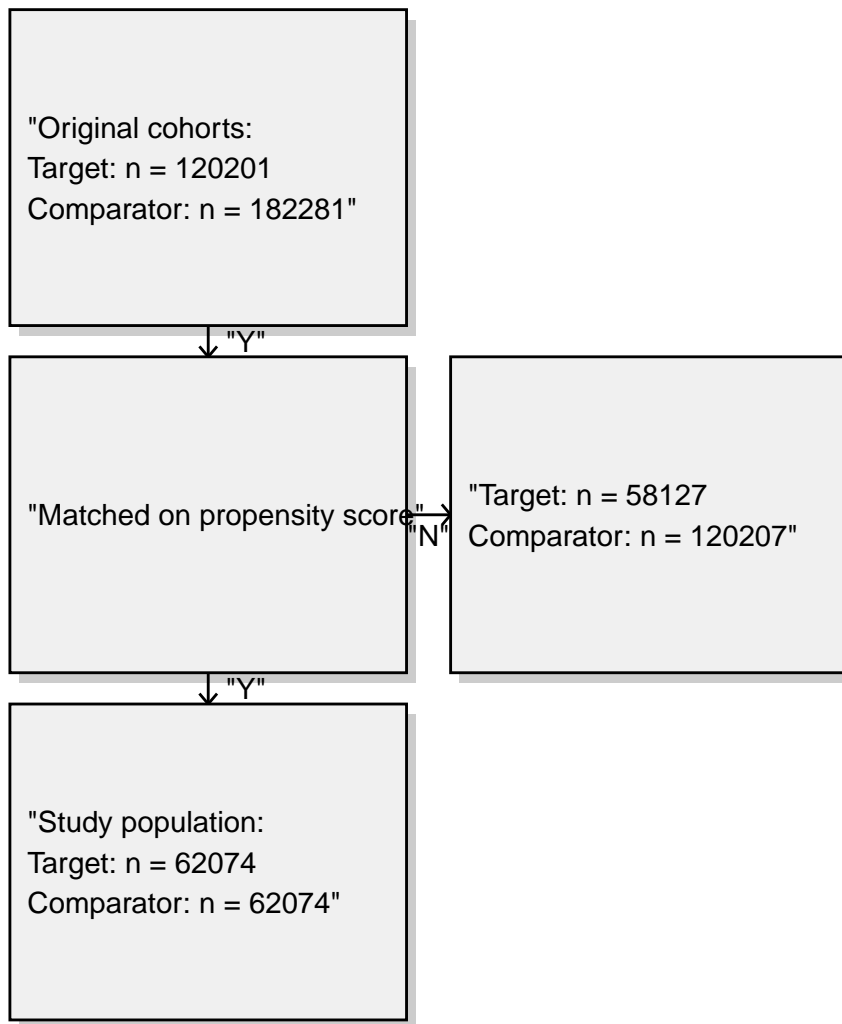 "Original cohorts:
Target: n = 120201
Comparator: n = 182281"
"Y"
"Matched on propensity score"
"N"
"Target: n = 58127
Comparator: n = 120207"
"Y"
"Study population:
Target: n = 62074
Comparator: n = 62074"